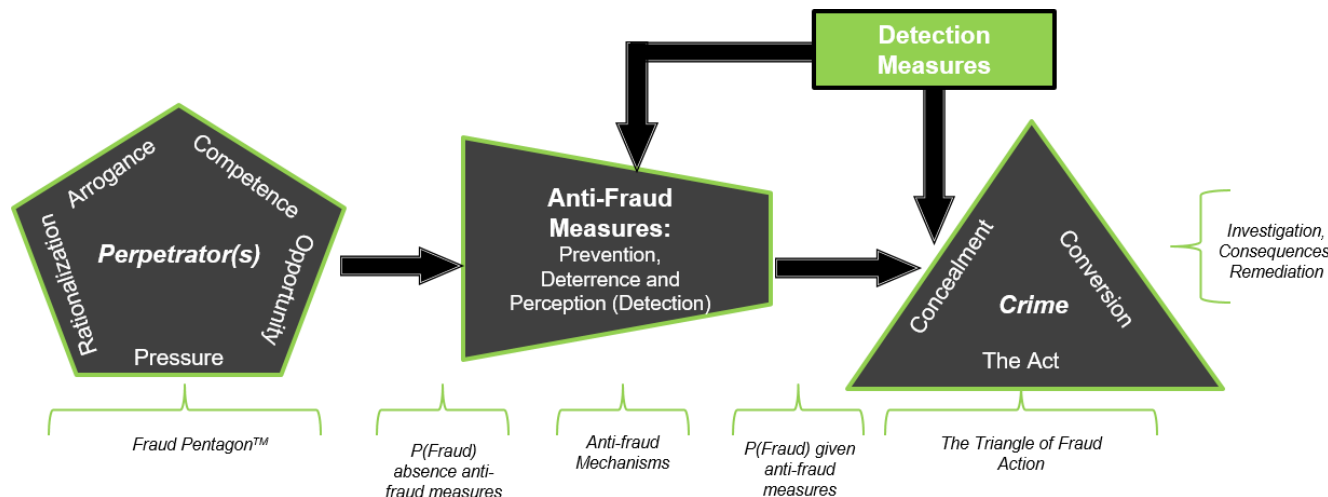 Detection
Measures
Arrogance
Competence
Rationalization
Perpetrator(s)
Opportunity
Pressure
Anti-Fraud
Measures:
Prevention,
Deterrence and
Perception (Detection)
Concealment
Conversion
Crime
The Act
Investigation,
Consequences
Remediation
Fraud Pentagon™
P(Fraud)
absence anti-
fraud measures
Anti-fraud
Mechanisms
P(Fraud) given
anti-fraud
measures
The Triangle of Fraud
Action